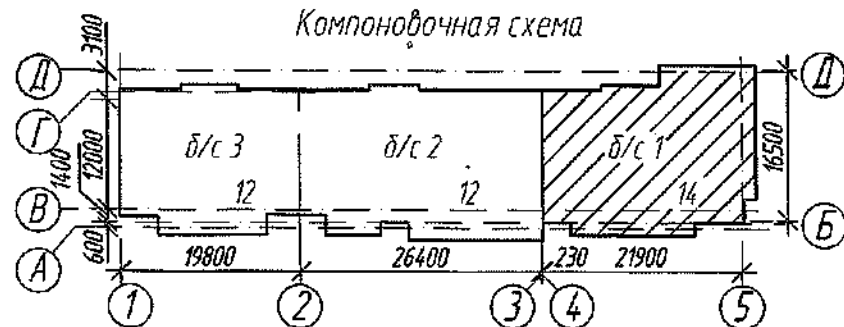 Компоновочная схема
3100
Д
Д
Г
б/с 3
б/с 2
б/с 1
12000
1400
16500
12
12
14
В
Б
А
600
19800
26400
230
21900
1
2
3
4
5